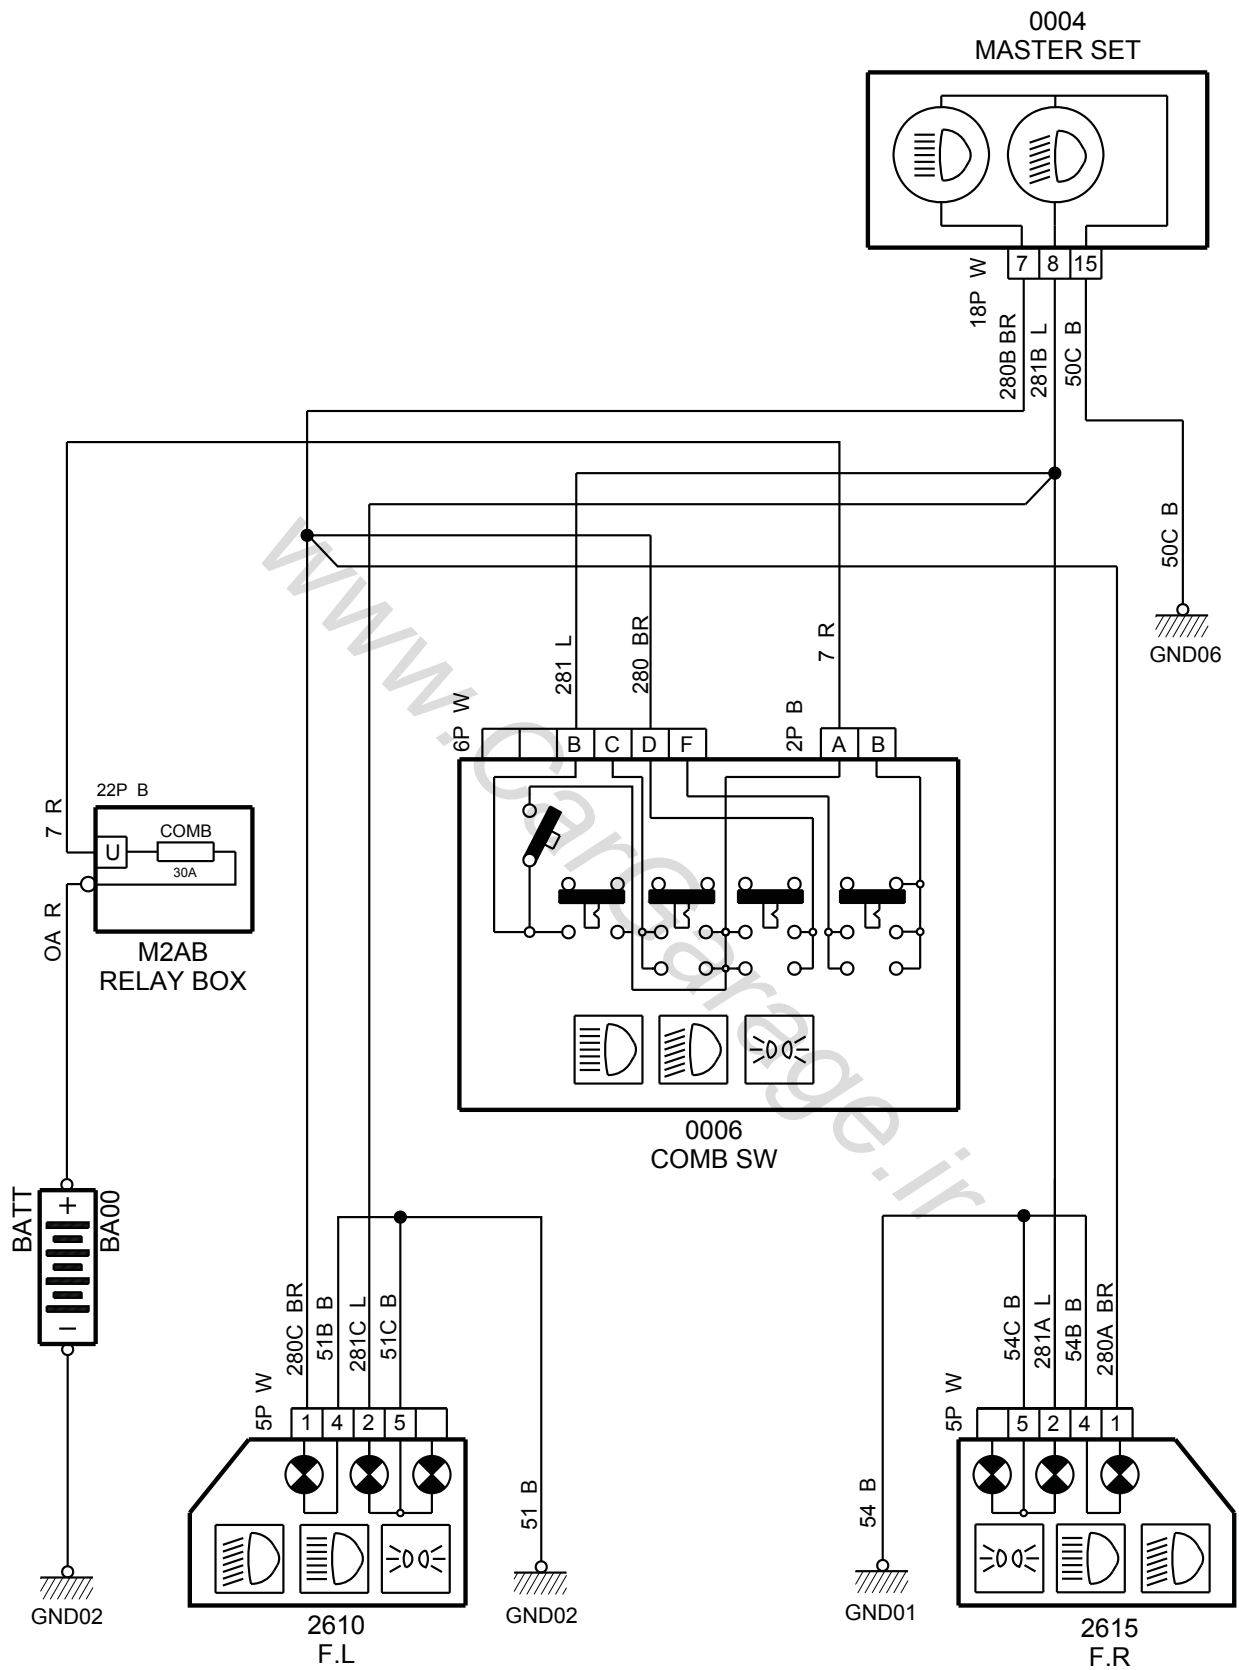 0004
MASTER SET
18P W
7 8 15
280B BR
281B L
50C B
50C B
GND06
281 L
280 BR
7 R
6P W
2P B
B C D F
A B
22P B
7 R
U
COMB
30A
OA R
M2AB
RELAY BOX
0006
COMB SW
BATT
+
BA00
−
GND02
280C BR
51B B
281C L
51C B
5P W
1 4 2 5
51 B
GND02
2610
F.L
54C B
281A L
54B B
280A BR
5P W
5 2 4 1
54 B
GND01
2615
F.R
www.CarGarage.ir